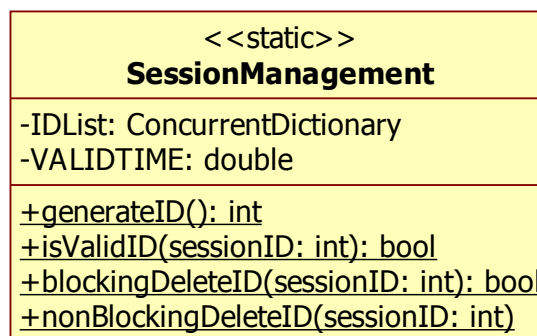 <<static>>
SessionManagement
-IDList: ConcurrentDictionary
-VALIDTIME: double
+generateID(): int
+isValidID(sessionID: int): bool
+blockingDeleteID(sessionID: int): bool
+nonBlockingDeleteID(sessionID: int)